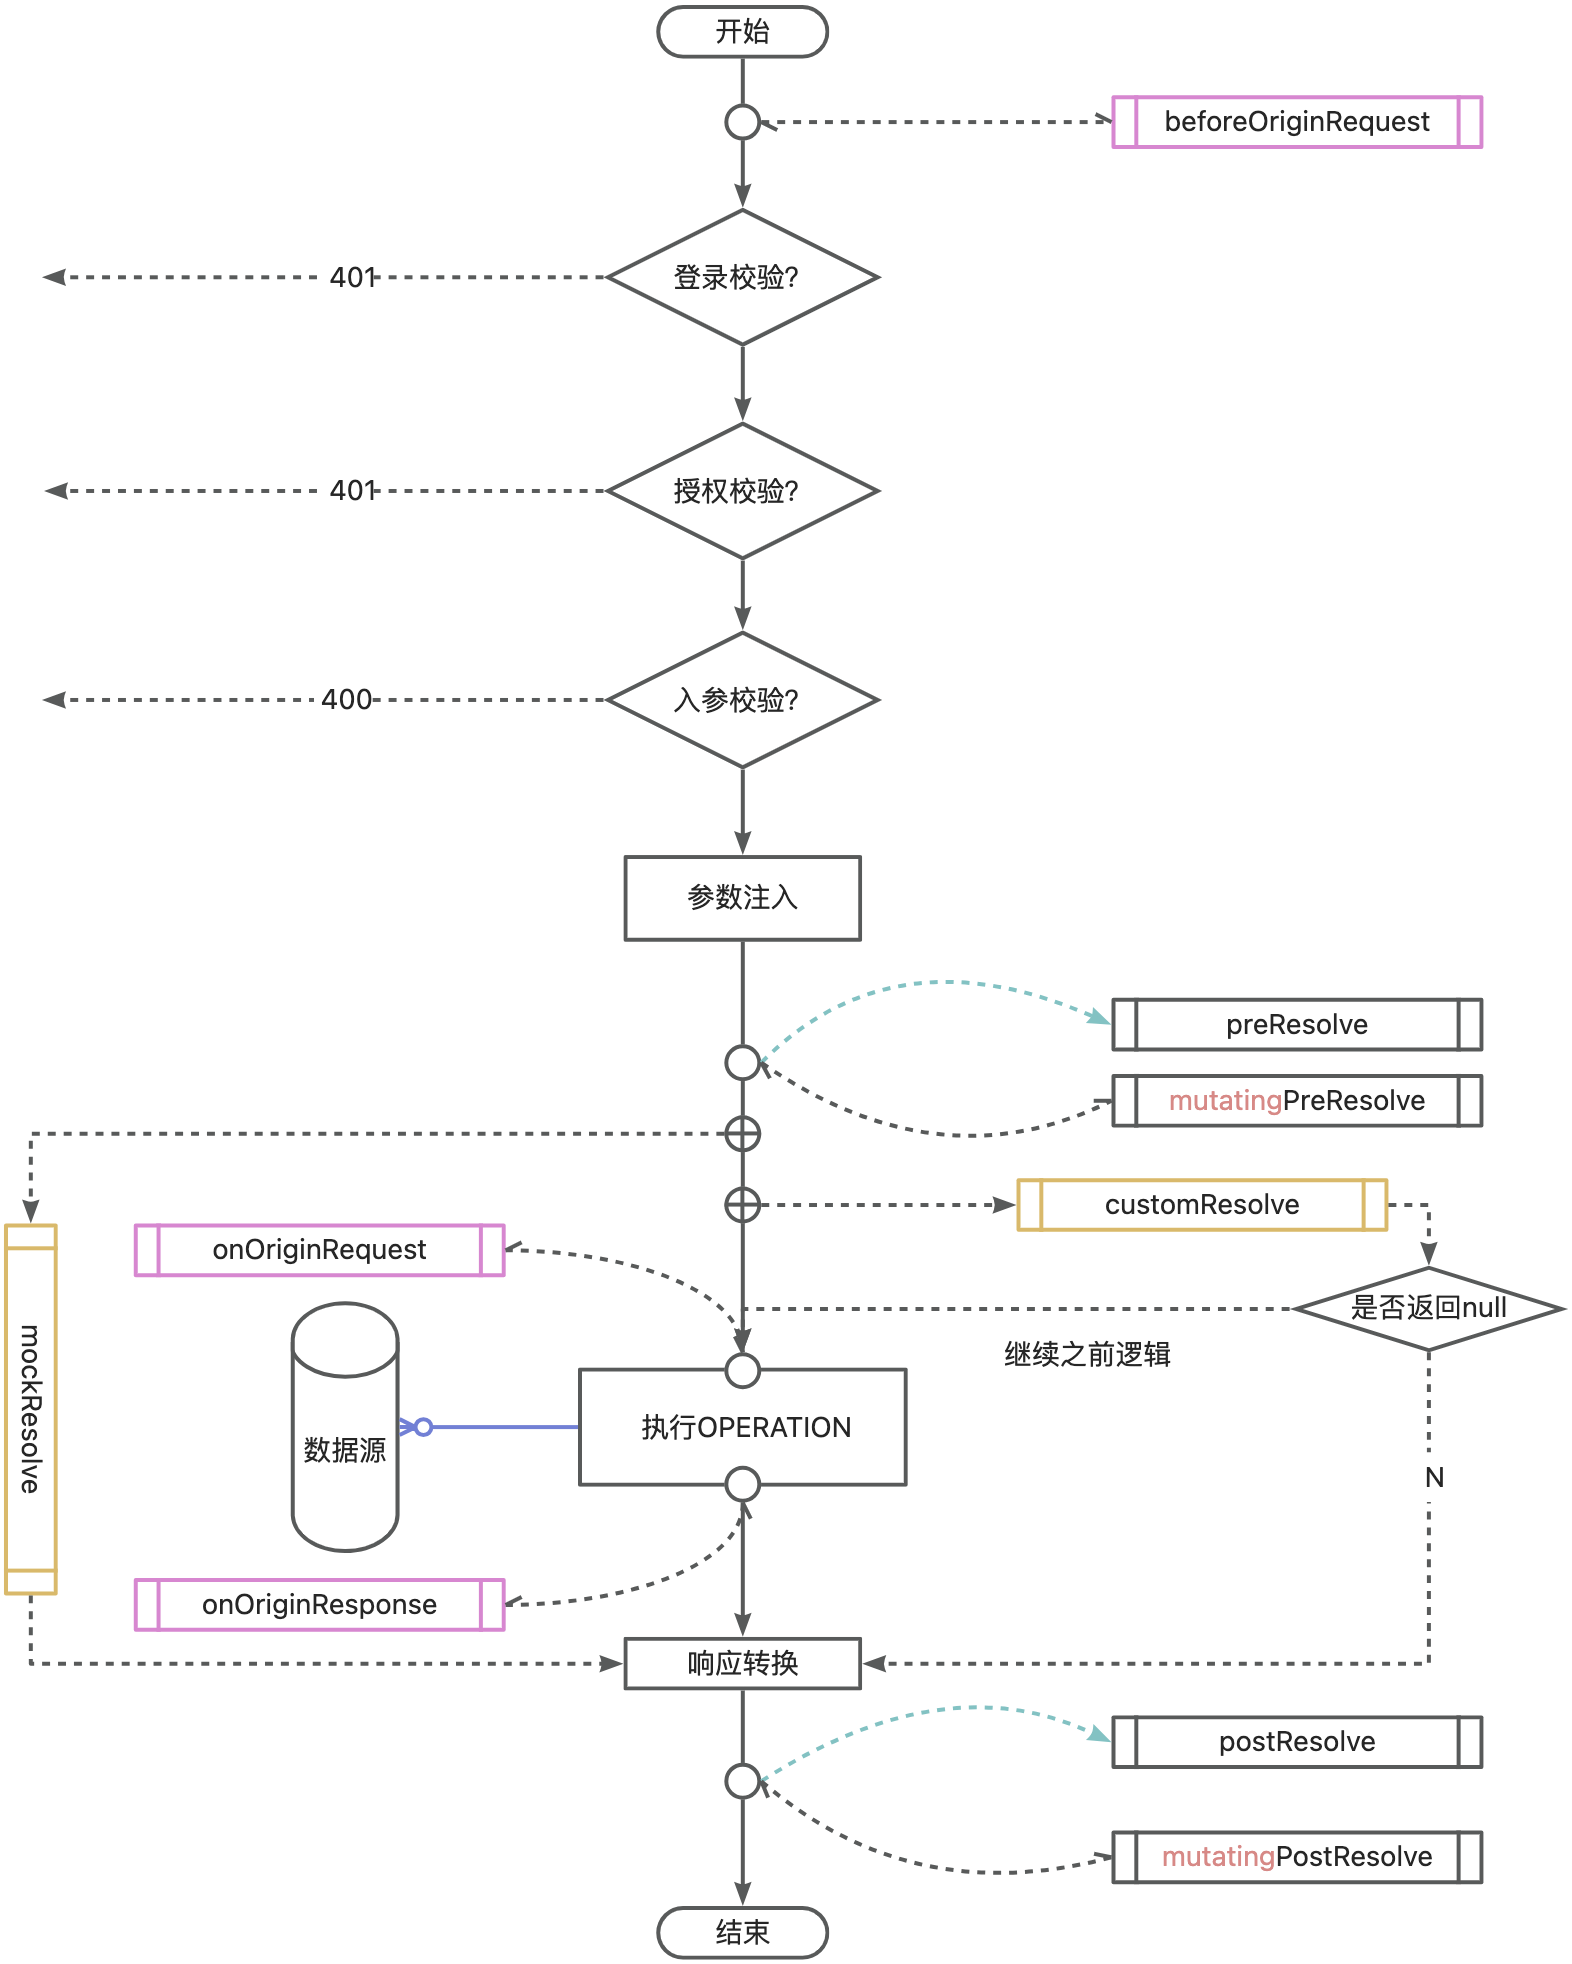 开始
beforeOriginRequest
401
登录校验?
401
授权校验?
400
入参校验?
参数注入
preResolve
mutatingPreResolve
customResolve
onOriginRequest
是否返回null
继续之前逻辑
mockResolve
执行OPERATION
数据源
N
onOriginResponse
响应转换
postResolve
mutatingPostResolve
结束